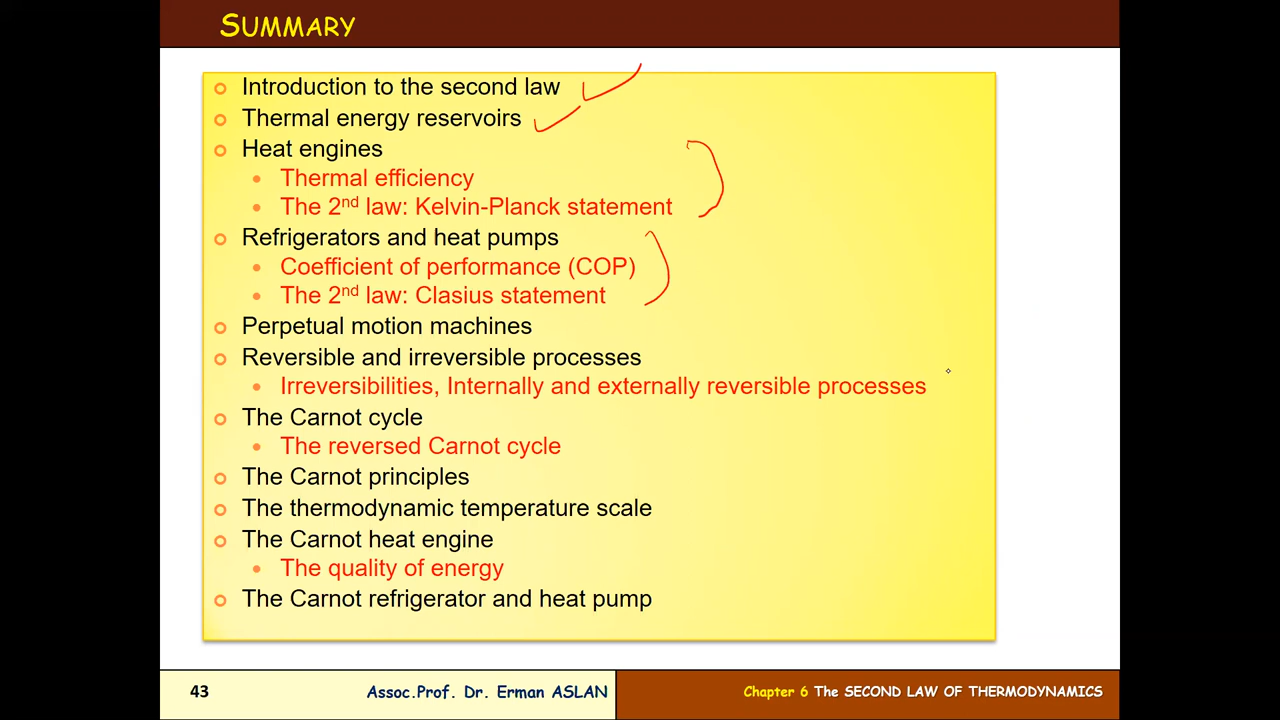 SUMMARY
Introduction to the second law
Thermal energy reservoirs
Heat engines
Thermal efficiency
The 2nd law: Kelvin-Planck statement
Refrigerators and heat pumps
Coefficient of performance (COP)
The 2nd law: Clasius statement
Perpetual motion machines
Reversible and irreversible processes
Irreversibilities, Internally and externally reversible processes
The Carnot cycle
The reversed Carnot cycle
The Carnot principles
The thermodynamic temperature scale
The Carnot heat engine
The quality of energy
The Carnot refrigerator and heat pump
43 Assoc.Prof. Dr. Erman ASLAN Chapter 6 The SECOND LAW OF THERMODYNAMICS